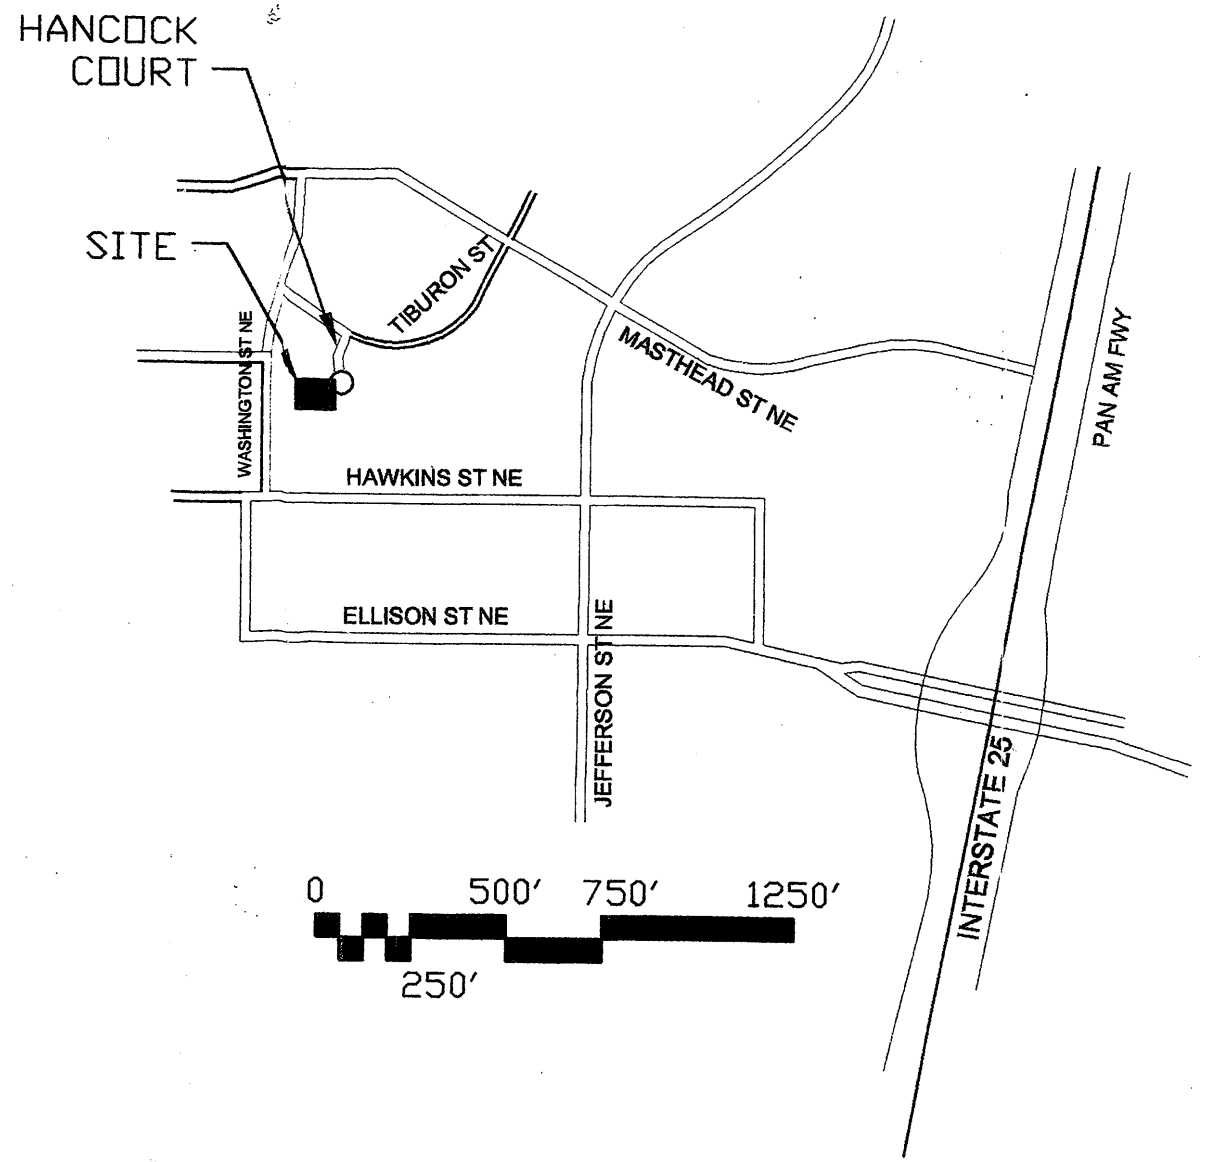 HANCOCK
COURT
SITE
TIBURON ST
WASHINGTON ST NE
MASTHEAD ST NE
PAN AM FWY
HAWKINS ST NE
ELLISON ST NE
JEFFERSON ST NE
INTERSTATE 25
0 500' 750' 1250'
250'